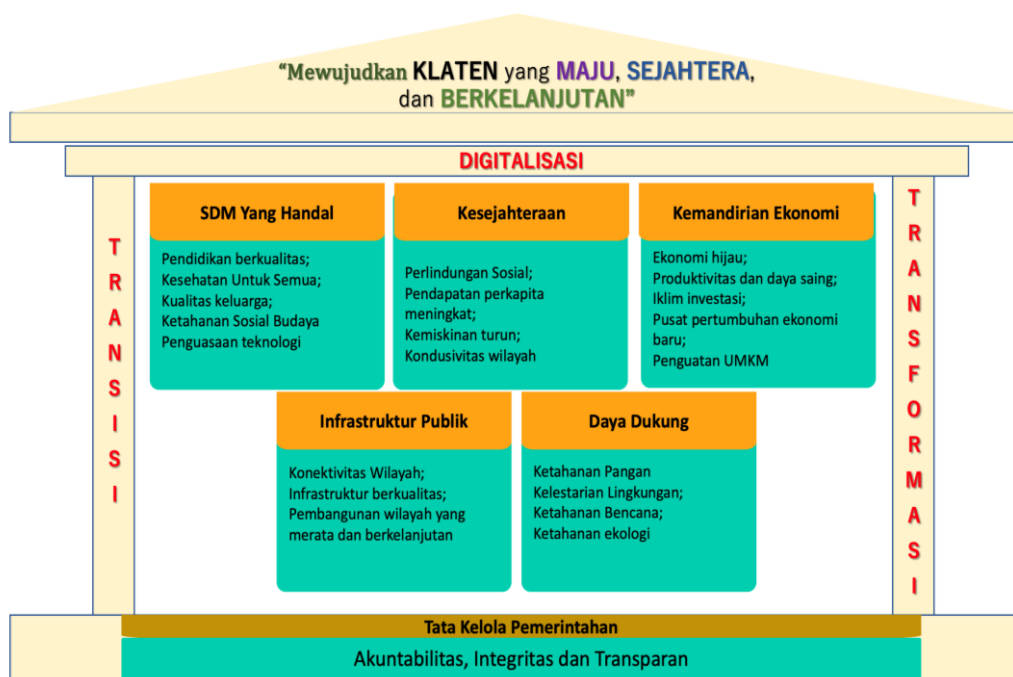 “Mewujudkan KLATEN yang MAJU, SEJAHTERA,
dan BERKELANJUTAN”
DIGITALISASI
TRANSISI
SDM Yang Handal
Pendidikan berkualitas;
Kesehatan Untuk Semua;
Kualitas keluarga;
Ketahanan Sosial Budaya
Penguasaan teknologi
Kesejahteraan
Perlindungan Sosial;
Pendapatan perkapita
meningkat;
Kemiskinan turun;
Kondusivitas wilayah
Kemandirian Ekonomi
Ekonomi hijau;
Produktivitas dan daya saing;
Iklim investasi;
Pusat pertumbuhan ekonomi
baru;
Penguatan UMKM
TRANSFORMASI
Infrastruktur Publik
Konektivitas Wilayah;
Infrastruktur berkualitas;
Pembangunan wilayah yang
merata dan berkelanjutan
Daya Dukung
Ketahanan Pangan
Kelestarian Lingkungan;
Ketahanan Bencana;
Ketahanan ekologi
Tata Kelola Pemerintahan
Akuntabilitas, Integritas dan Transparan